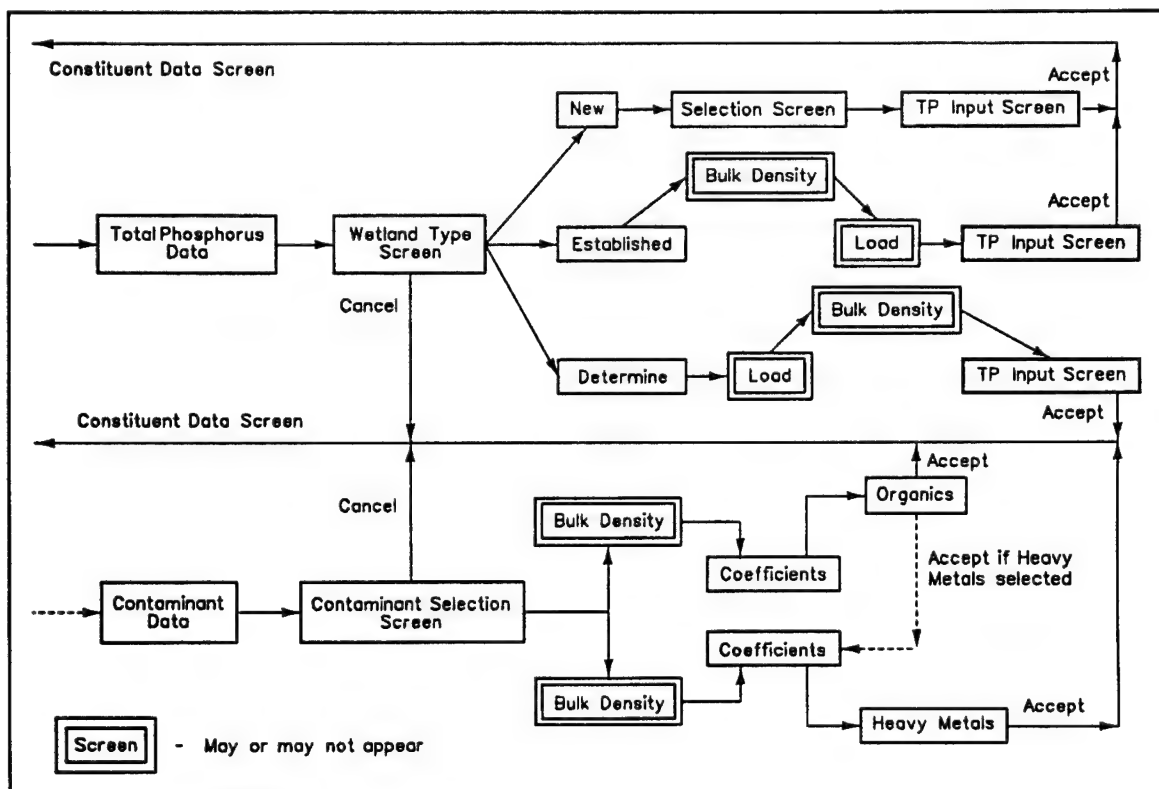 Constituent Data Screen
Accept
New
Selection Screen
TP Input Screen
Bulk Density
Accept
Total Phosphorus
Data
Wetland Type
Screen
Established
Load
TP Input Screen
Cancel
Bulk Density
Determine
Load
TP Input Screen
Constituent Data Screen
Accept
Accept
Organics
Cancel
Bulk Density
Accept if Heavy
Metals selected
Coefficients
Contaminant
Data
Contaminant Selection
Screen
Coefficients
Bulk Density
Accept
Heavy Metals
Screen - May or may not appear